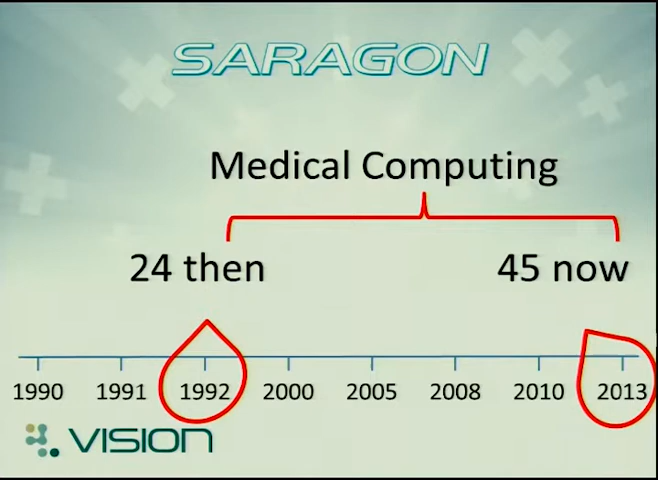 SARAGON
Medical Computing
24 then 45 now
1990 1991 1992 2000 2005 2008 2010 2013
VISION